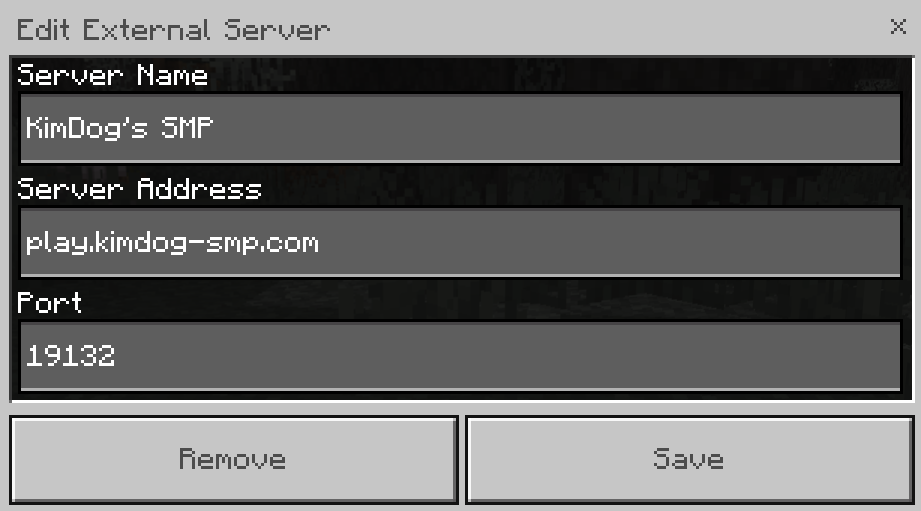 Edit External Server
Server Name
KimDog's SMP
Server Address
play.kimdog-smp.com
Port
19132
Remove
Save